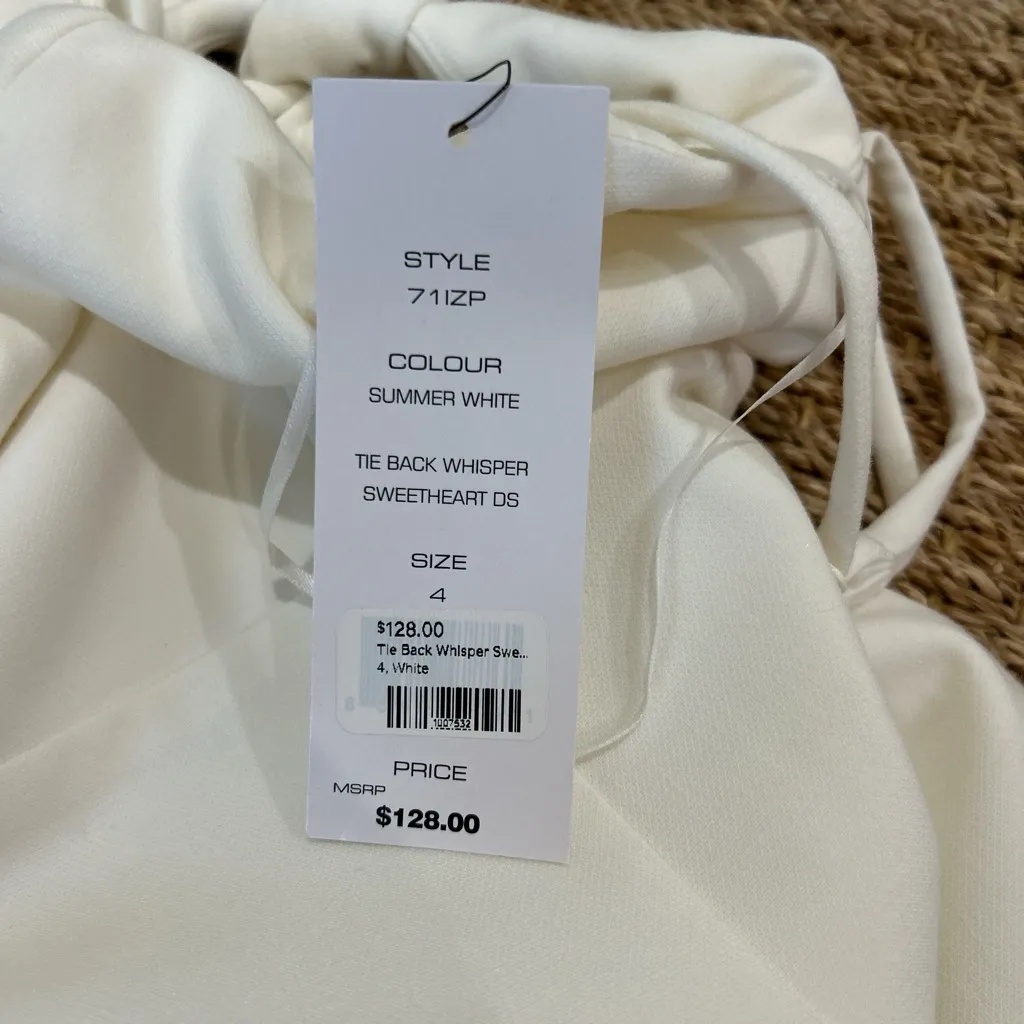 STYLE
71IZP
COLOUR
SUMMER WHITE
TIE BACK WHISPER
SWEETHEART DS
SIZE
4
$128.00
Tie Back Whisper Swe...
4, White
1007532
PRICE
MSRP
$128.00